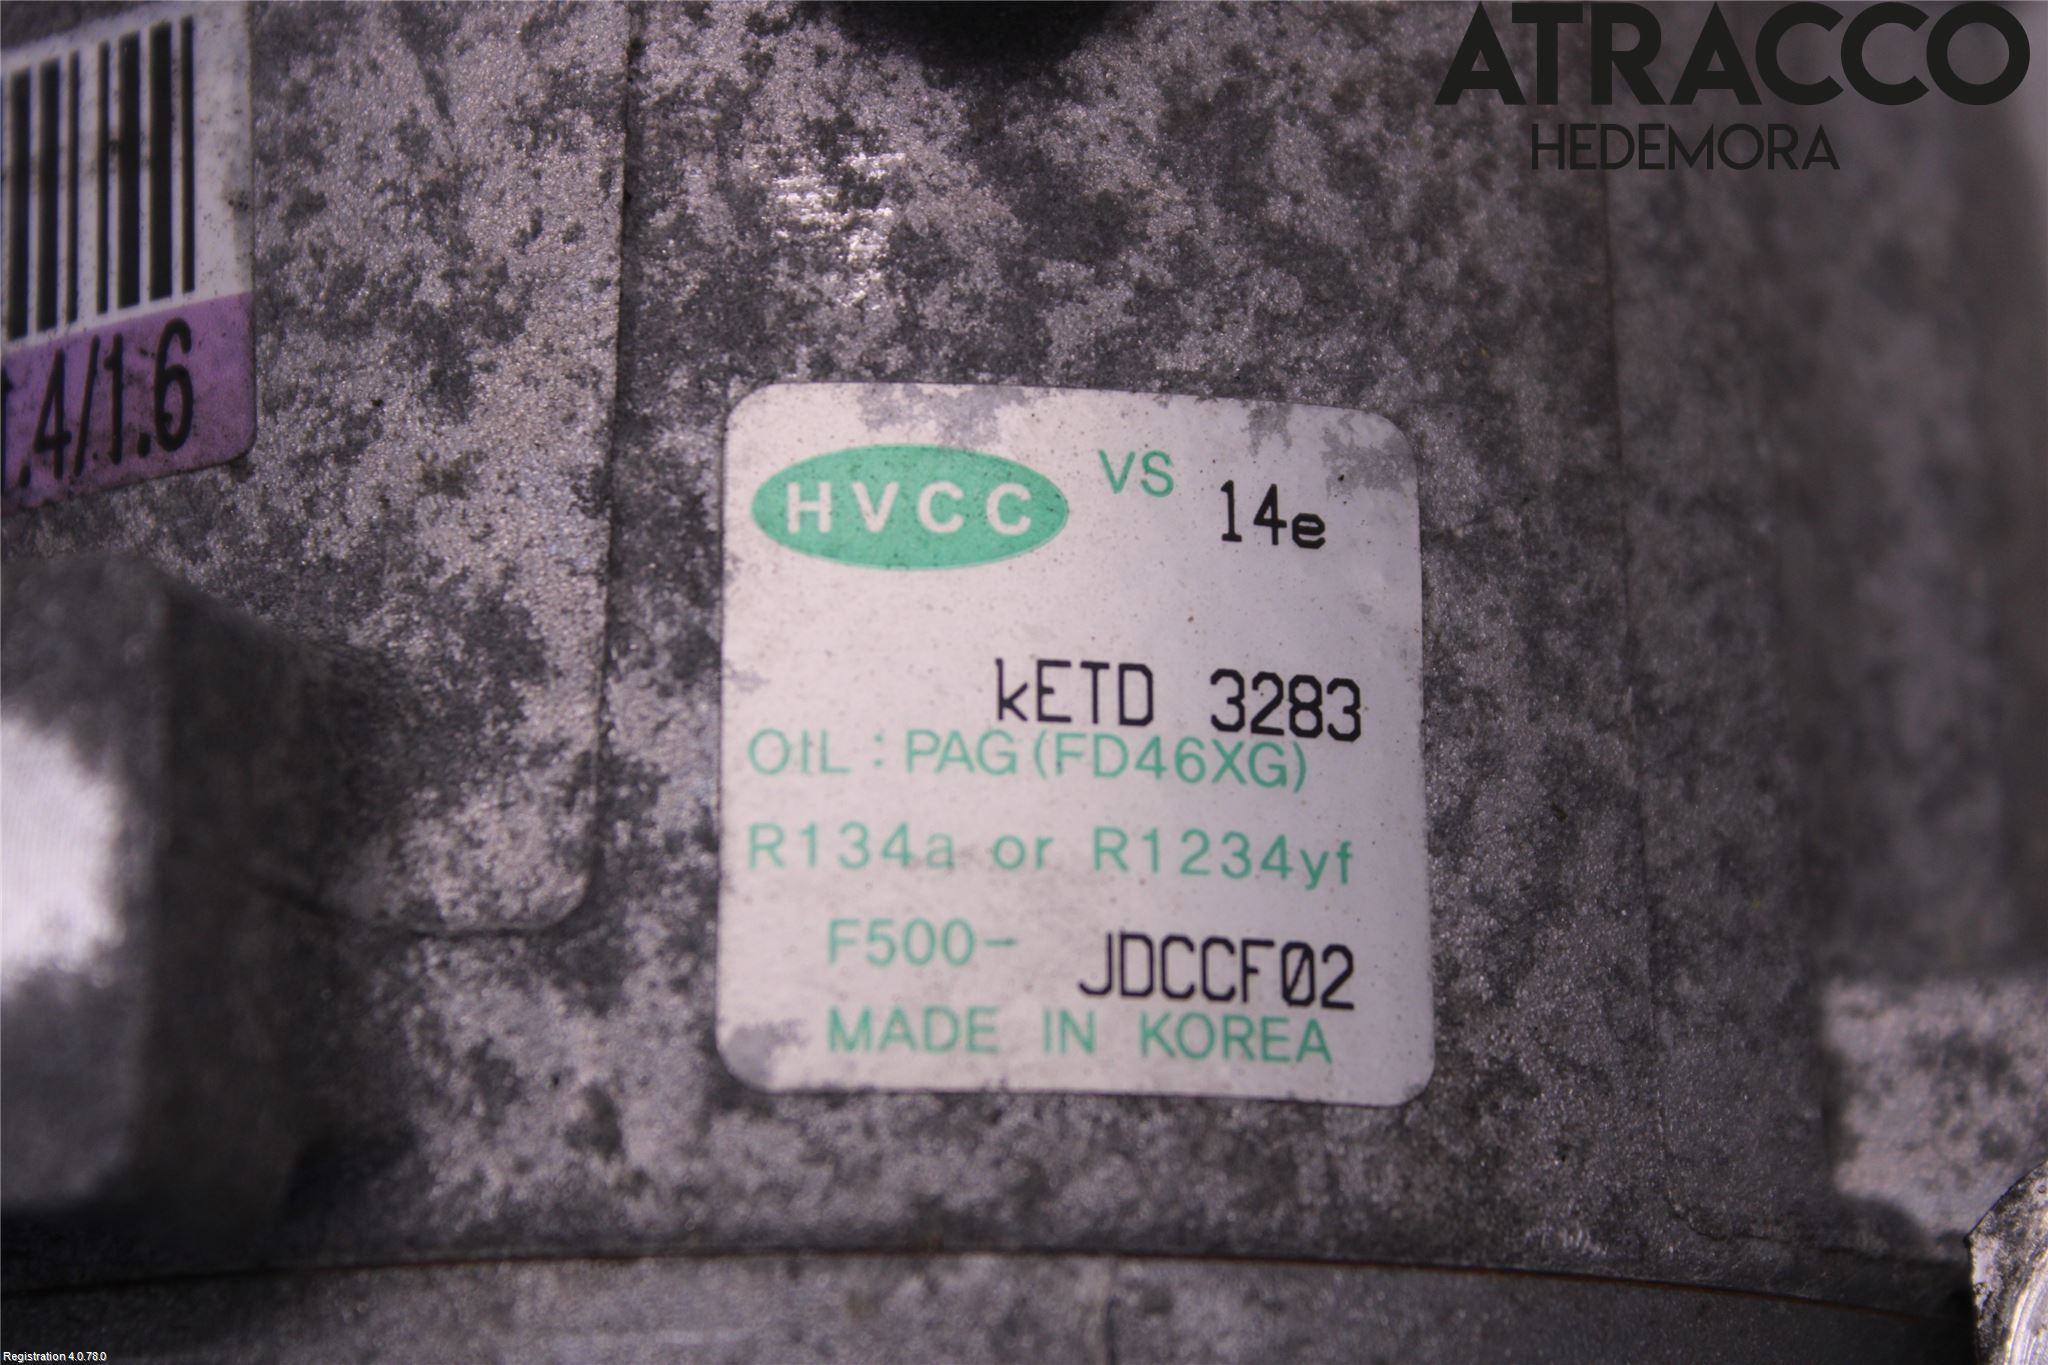 ATRACCO
HEDEMORA
1.4/1.6
HVCC VS 14e
kETD 3283
OIL : PAG (FD46XG)
R134a or R1234yf
F500- JDCCF02
MADE IN KOREA
Registration 4.0.78.0